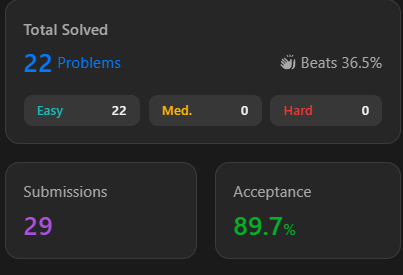 Total Solved
22 Problems
Beats 36.5%
Easy 22
Med. 0
Hard 0
Submissions
29
Acceptance
89.7%